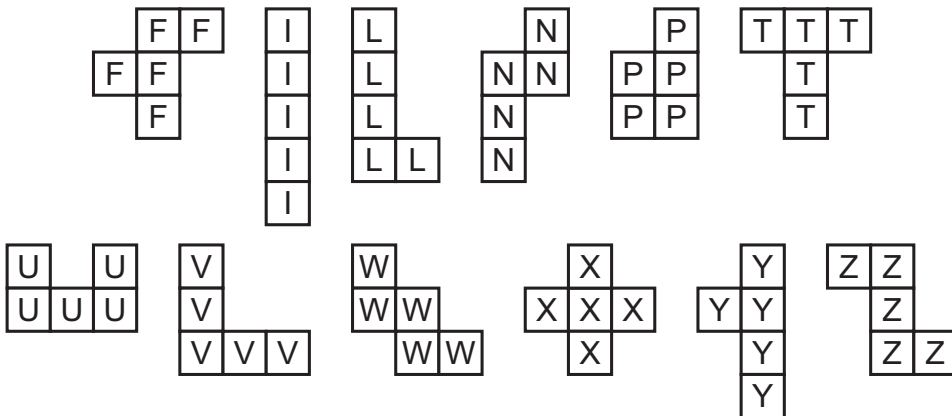 F F I L N P T T T
F F I L N N P P T
F I L N P P T
I L L N
I
U U V W X Y Z Z
U U U V W W X X X Y Y Z
V V V W W X Y Z Z
Y